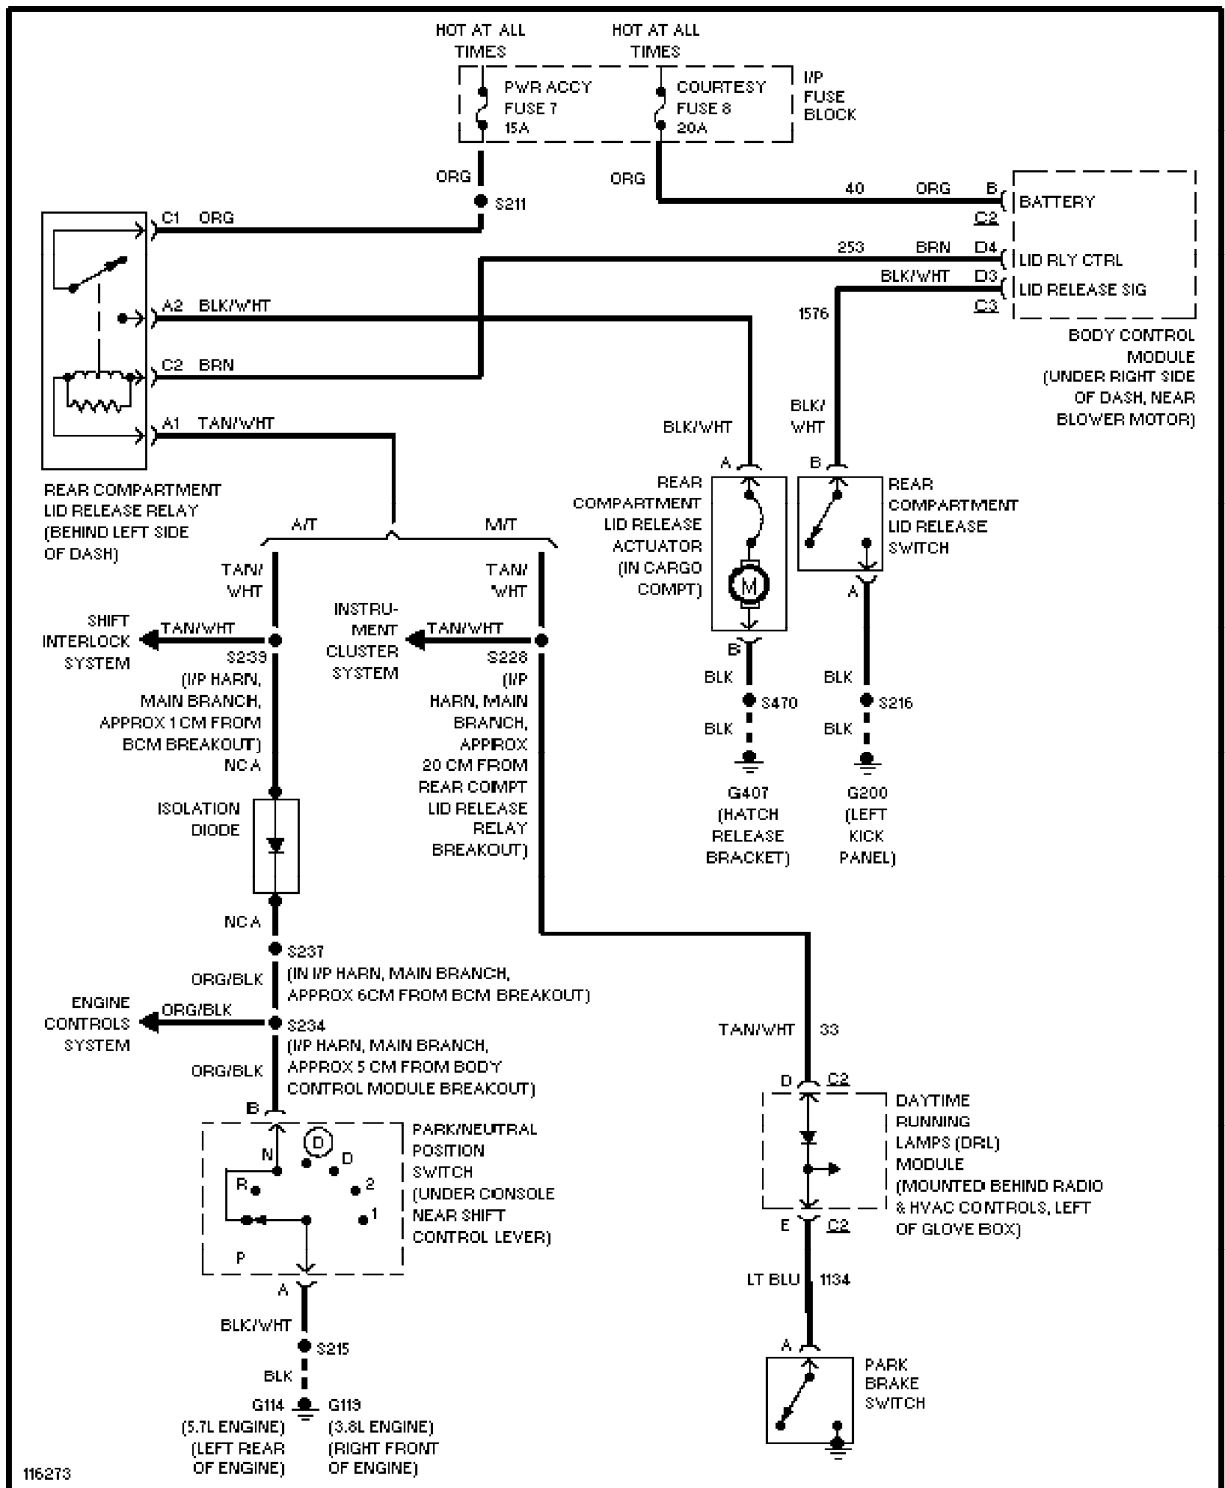 HOT AT ALL
TIMES
HOT AT ALL
TIMES
PWR ACCY
FUSE 7
15A
COURTESY
FUSE 8
20A
I/P
FUSE
BLOCK
ORG
S211
ORG
40 ORG B
C2
BATTERY
253 BRN D4
LID RLY CTRL
BLK/WHT D3
LID RELEASE SIG
C3
1576
BODY CONTROL
MODULE
(UNDER RIGHT SIDE
OF DASH, NEAR
BLOWER MOTOR)
C1 ORG
A2 BLK/WHT
C2 BRN
A1 TAN/WHT
REAR COMPARTMENT
LID RELEASE RELAY
(BEHIND LEFT SIDE
OF DASH)
BLK/WHT
A
BLK/
WHT
B
REAR
COMPARTMENT
LID RELEASE
ACTUATOR
(IN CARGO
COMPT)
M
B
REAR
COMPARTMENT
LID RELEASE
SWITCH
A
BLK
S470
BLK
G407
(HATCH
RELEASE
BRACKET)
BLK
S216
BLK
G200
(LEFT
KICK
PANEL)
A/T
M/T
TAN/
WHT
TAN/
WHT
SHIFT
INTERLOCK
SYSTEM
TAN/WHT
S239
(I/P HARN,
MAIN BRANCH,
APPROX 1 CM FROM
BCM BREAKOUT)
NCA
INSTRU-
MENT
CLUSTER
SYSTEM
TAN/WHT
S228
(I/P
HARN, MAIN
BRANCH,
APPROX
20 CM FROM
REAR COMPT
LID RELEASE
RELAY
BREAKOUT)
ISOLATION
DIODE
NCA
S237
(IN I/P HARN, MAIN BRANCH,
APPROX 6CM FROM BCM BREAKOUT)
ORG/BLK
ENGINE
CONTROLS
SYSTEM
ORG/BLK
S234
(I/P HARN, MAIN BRANCH,
APPROX 5 CM FROM BODY
CONTROL MODULE BREAKOUT)
ORG/BLK
B
N
D
D
R
2
1
P
PARK/NEUTRAL
POSITION
SWITCH
(UNDER CONSOLE
NEAR SHIFT
CONTROL LEVER)
A
BLK/WHT
S215
BLK
G114
(5.7L ENGINE)
(LEFT REAR
OF ENGINE)
G119
(3.8L ENGINE)
(RIGHT FRONT
OF ENGINE)
TAN/WHT 33
D C2
DAYTIME
RUNNING
LAMPS (DRL)
MODULE
(MOUNTED BEHIND RADIO
& HVAC CONTROLS, LEFT
OF GLOVE BOX)
E C2
LT BLU 1134
A
PARK
BRAKE
SWITCH
116273